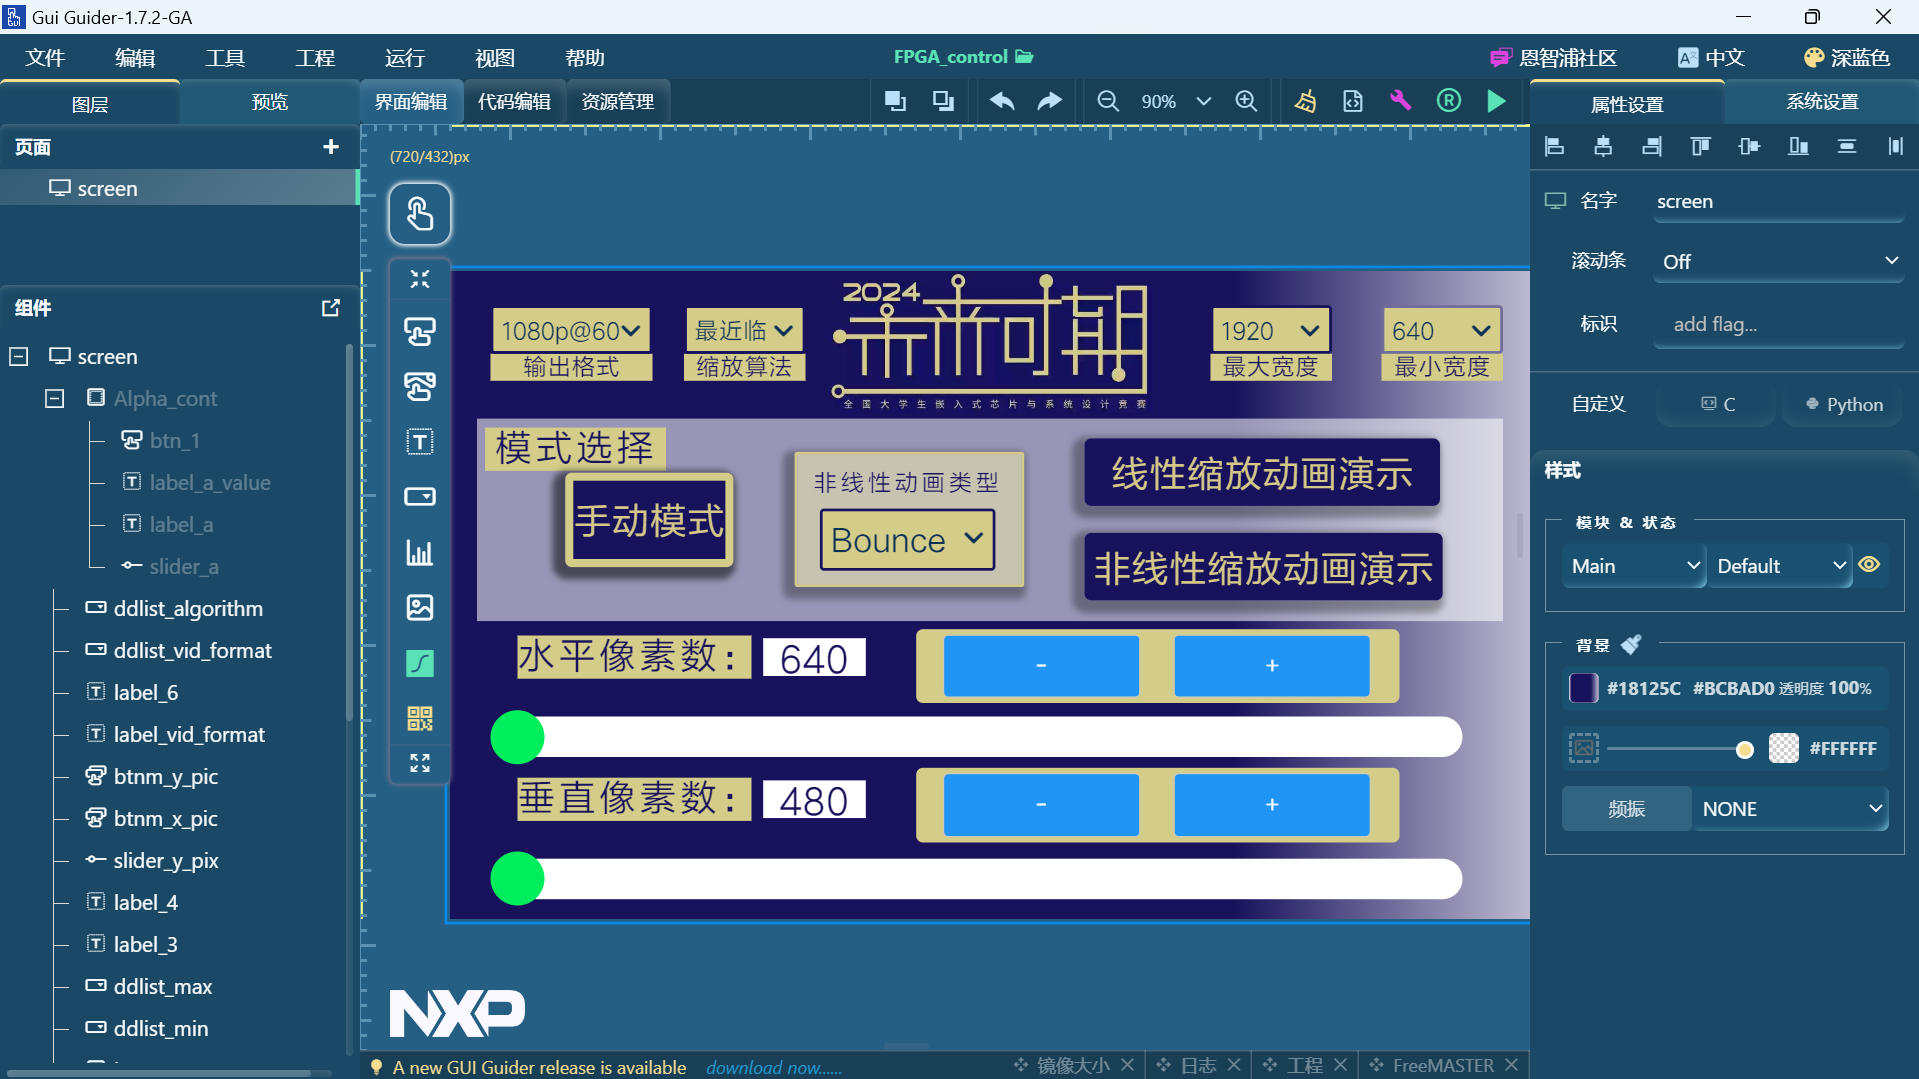 Gui Guider-1.7.2-GA
文件 编辑 工具 工程 运行 视图 帮助
FPGA_control
恩智浦社区 中文 深蓝色
图层 预览 界面编辑 代码编辑 资源管理
90%
属性设置 系统设置
页面
screen
组件
screen
Alpha_cont
btn_1
label_a_value
label_a
slider_a
ddlist_algorithm
ddlist_vid_format
label_6
label_vid_format
btnm_y_pic
btnm_x_pic
slider_y_pix
label_4
label_3
ddlist_max
ddlist_min
(720/432)px
1080p@60
输出格式
最近临
缩放算法
2024
未来可期
全国大学生嵌入式芯片与系统设计竞赛
1920
最大宽度
640
最小宽度
模式选择
手动模式
非线性动画类型
Bounce
线性缩放动画演示
非线性缩放动画演示
水平像素数: 640 - +
垂直像素数: 480 - +
NXP
A new GUI Guider release is available download now......
镜像大小 日志 工程 FreeMASTER
名字 screen
滚动条 Off
标识 add flag...
自定义 C Python
样式
模块 & 状态
Main Default
背景
#18125C #BCBAD0 透明度 100%
#FFFFFF
频振 NONE